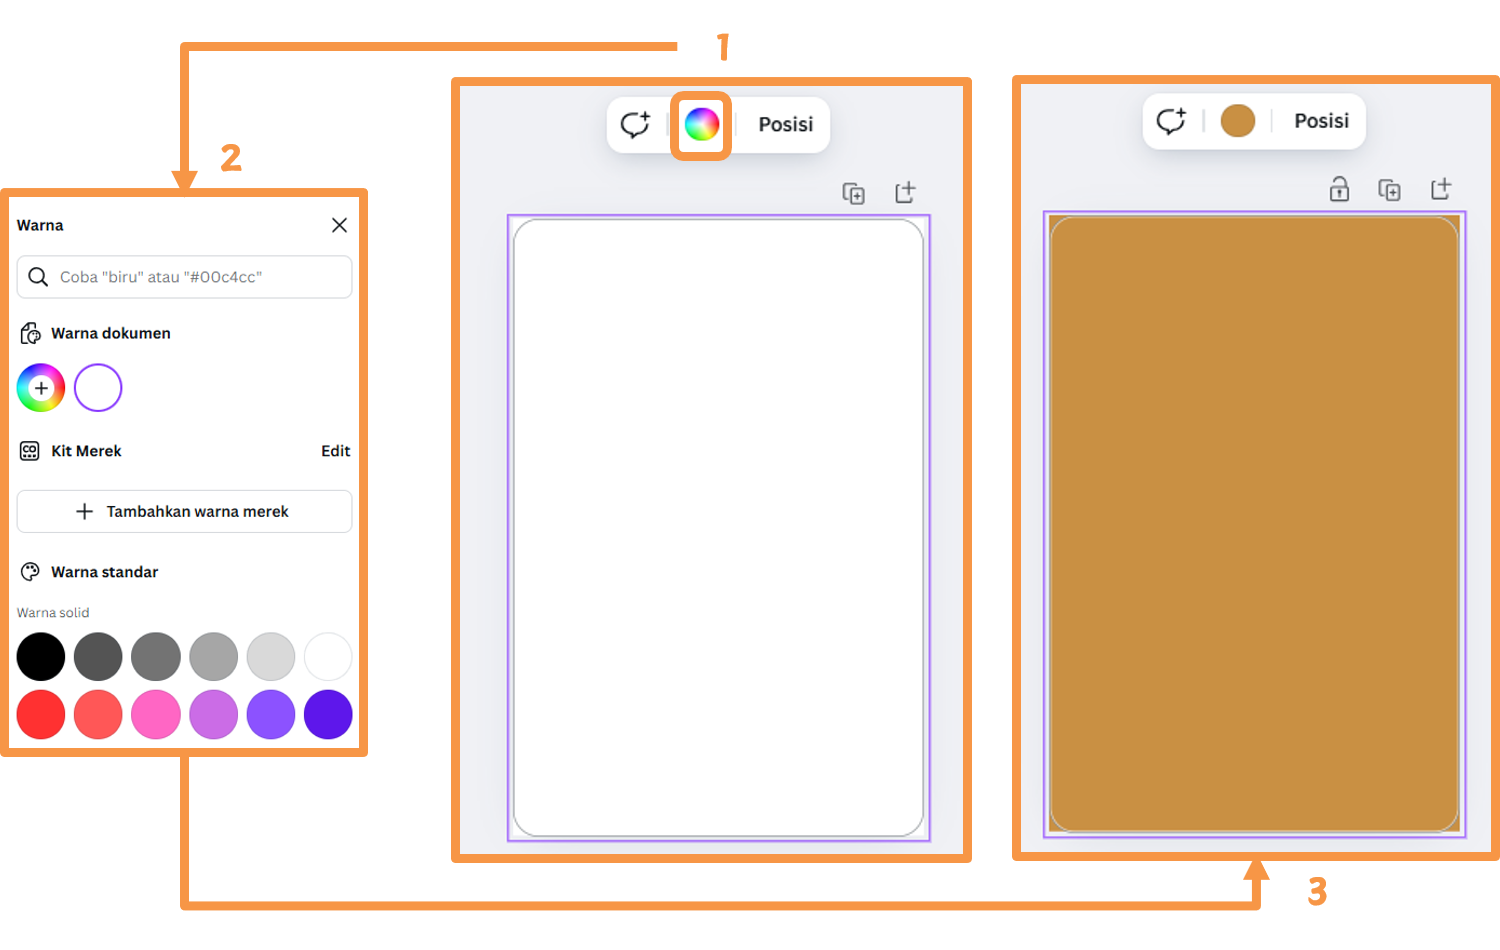 1
Posisi
2
Warna
Coba "biru" atau "#00c4cc"
Warna dokumen
Kit Merek
Edit
Tambahkan warna merek
Warna standar
Warna solid
Posisi
3